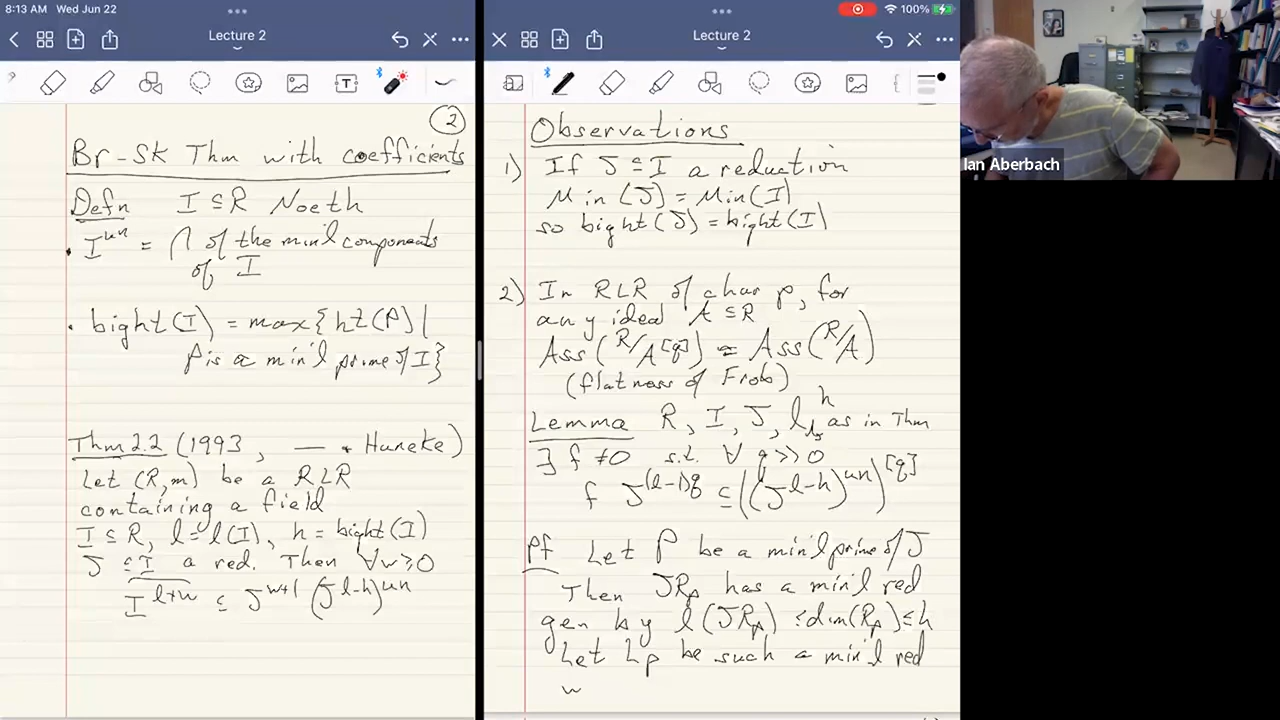 8:13 AM Wed Jun 22
100%
Lecture 2
Lecture 2
T
2
Br-Sk Thm with coefficients
Defn I ⊆ R Noeth
• I^un = ∩ of the min'l components
of I
• bight(I) = max{ht(P) |
P is a min'l prime of I}
Thm 2.2 (1993, — + Huneke)
Let (R,m) be a RLR
containing a field
I ⊆ R, l = l(I), h = bight(I)
J ⊆ I a red. Then ∀w ≥ 0
\overline{I^{l+w}} ⊆ J^{w+1} (J^{l-h})^{un}
Observations
1) If J ⊆ I a reduction
Min(J) = Min(I)
so bight(J) = bight(I)
2) In RLR of char p, for
any ideal A ⊆ R
Ass(R/A^{[q]}) = Ass(R/A)
(flatness of Frob)
Lemma R, I, J, l, h as in Thm
∃ f ≠ 0 s.t. ∀ q >> 0
f J^{(l-1)q} ⊆ ((J^{l-h})^{un})^{[q]}
Pf Let P be a min'l prime of J
Then JR_P has a min'l red
gen by l(JR_P) ≤ dim(R_P) ≤ h
Let L_P be such a min'l red
w
Ian Aberbach